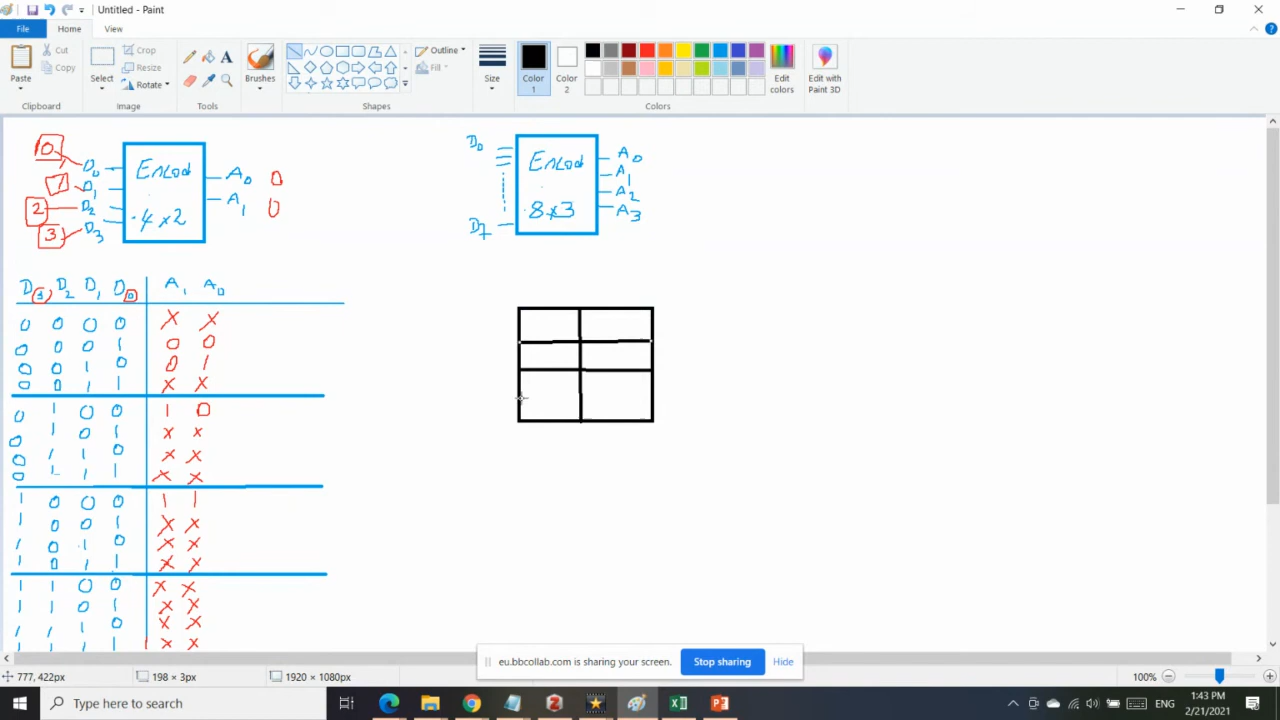 Untitled - Paint
File Home View
Paste
Cut
Copy
Clipboard
Select
Crop
Resize
Rotate
Image
Tools
Brushes
Shapes
Outline
Fill
Size
Color 1
Color 2
Colors
Edit colors
Edit with Paint 3D
0 D0
1 D1
2 D2
3 D3
Encod
4x2
A0 0
A1 0
D0
D7
Encod
8x3
A0
A1
A2
A3
D3 D2 D1 D0 A1 A0
0 0 0 0 X X
0 0 0 1 0 0
0 0 1 0 0 1
0 0 1 1 X X
0 1 0 0 1 0
0 1 0 1 X X
0 1 1 0 X X
0 1 1 1 X X
1 0 0 0 1 1
1 0 0 1 X X
1 0 1 0 X X
1 0 1 1 X X
1 1 0 0 X X
1 1 0 1 X X
1 1 1 0 X X
1 1 1 1 X X
eu.bbcollab.com is sharing your screen. Stop sharing Hide
777, 422px 198 × 3px 1920 × 1080px 100%
Type here to search
ENG
1:43 PM
2/21/2021